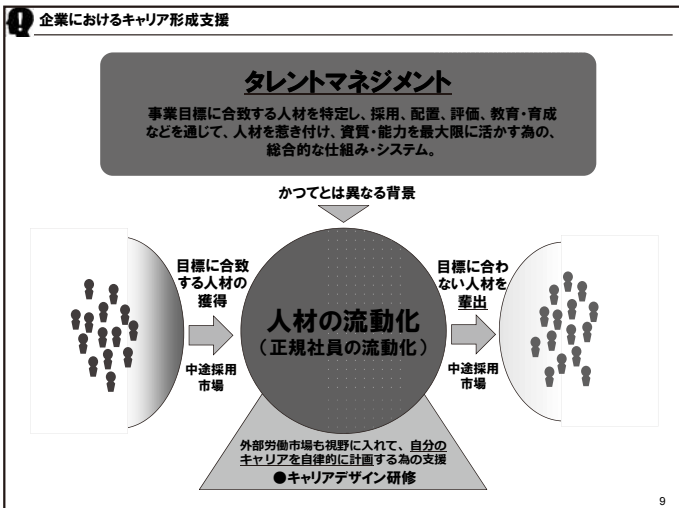 企業におけるキャリア形成支援
タレントマネジメント
事業目標に合致する人材を特定し、採用、配置、評価、教育・育成
などを通じて、人材を惹き付け、資質・能力を最大限に活かす為の、
総合的な仕組み・システム。
かつてとは異なる背景
目標に合致
する人材の
獲得
中途採用
市場
人材の流動化
（正規社員の流動化）
目標に合わ
ない人材を
輩出
中途採用
市場
外部労働市場も視野に入れて、自分の
キャリアを自律的に計画する為の支援
●キャリアデザイン研修
9